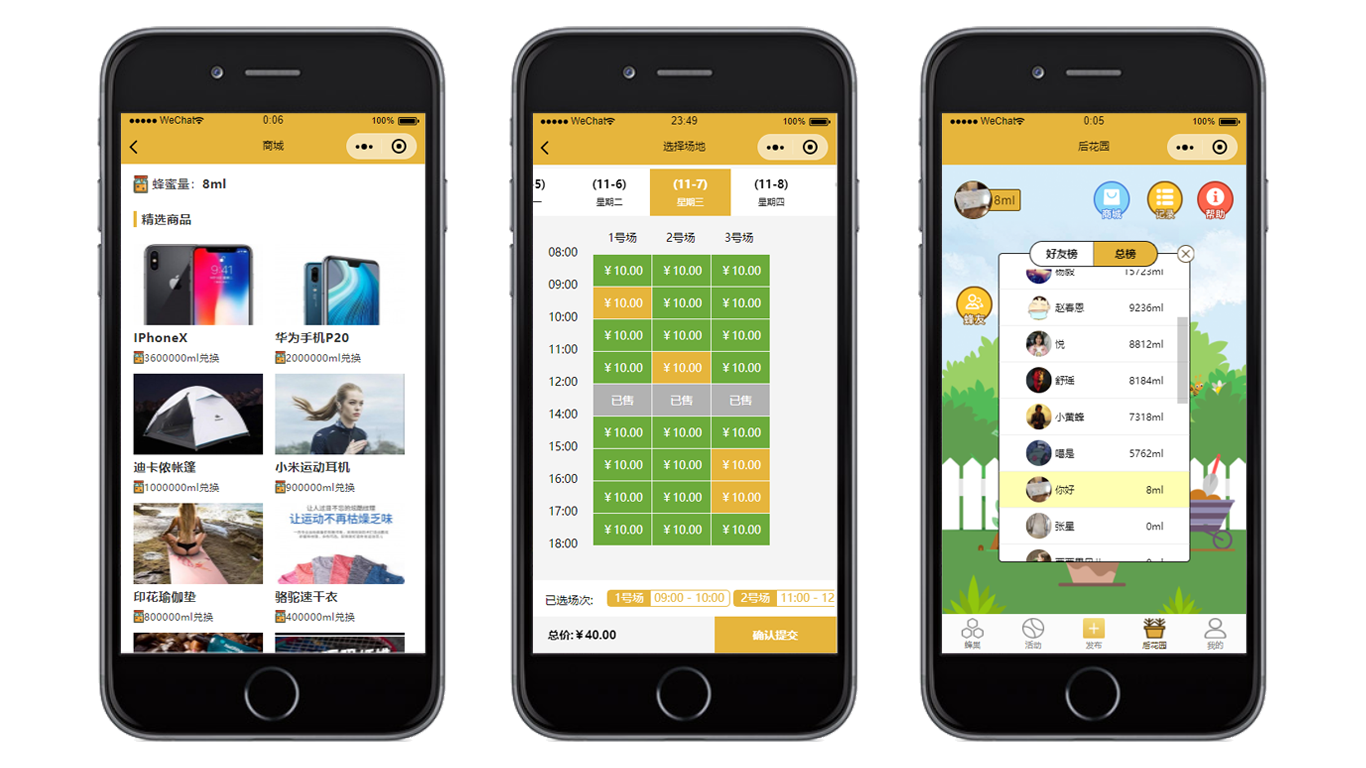 WeChat 0:06 100%
商城
蜂蜜量：8ml
精选商品
9:41
IPhoneX 华为手机P20
3600000ml兑换 2000000ml兑换
迪卡侬帐篷 小米运动耳机
1000000ml兑换 900000ml兑换
让运动不再枯燥乏味
印花瑜伽垫 骆驼速干衣
800000ml兑换 400000ml兑换
WeChat 23:49 100%
选择场地
5) (11-6) (11-7) (11-8)
一 星期二 星期三 星期四
1号场 2号场 3号场
08:00
¥10.00 ¥10.00 ¥10.00
09:00
¥10.00 ¥10.00 ¥10.00
10:00
¥10.00 ¥10.00 ¥10.00
11:00
¥10.00 ¥10.00 ¥10.00
12:00
已售 已售 已售
14:00
¥10.00 ¥10.00 ¥10.00
15:00
¥10.00 ¥10.00 ¥10.00
16:00
¥10.00 ¥10.00 ¥10.00
17:00
¥10.00 ¥10.00 ¥10.00
18:00
已选场次: 1号场 09:00 - 10:00 2号场 11:00 - 12
总价:¥40.00 确认提交
WeChat 0:05 100%
后花园
8ml
商城 记录 帮助
好友榜 总榜
杨毅 15723ml
蜂友
赵春恩 9236ml
悦 8812ml
舒瑶 8184ml
小黄蜂 7318ml
噶是 5762ml
你好 8ml
张星 0ml
蜂巢 活动 发布 后花园 我的